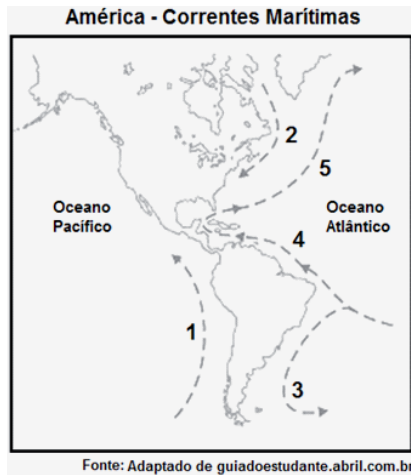 América - Correntes Marítimas
2
5
Oceano
Pacífico
Oceano
Atlântico
4
1
3
Fonte: Adaptado de guiadoestudante.abril.com.br